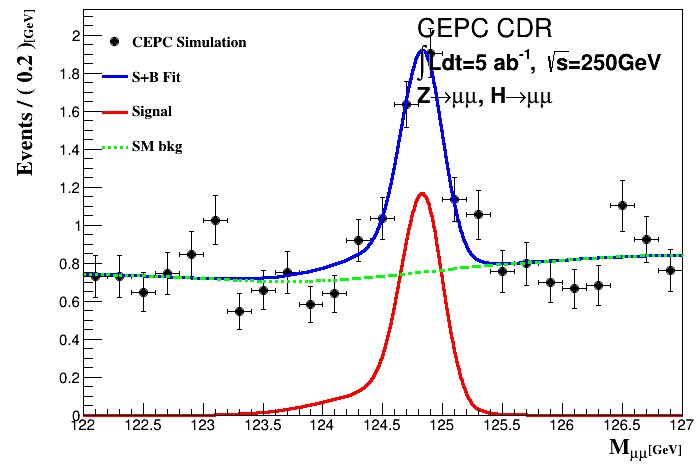 CEPC CDR
∫Ldt=5 ab⁻¹, √s=250GeV
Z→μμ, H→μμ
CEPC Simulation
S+B Fit
Signal
SM bkg
Events / ( 0.2 )[GeV]
2
1.8
1.6
1.4
1.2
1
0.8
0.6
0.4
0.2
0
122 122.5 123 123.5 124 124.5 125 125.5 126 126.5 127
Mμμ[GeV]